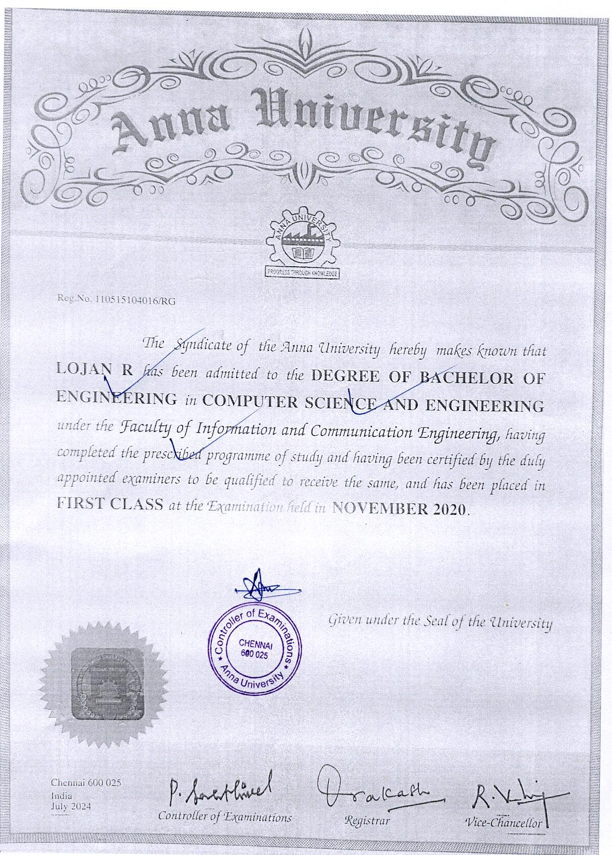 Anna University
ANNA UNIVERSITY
PROGRESS THROUGH KNOWLEDGE
Reg.No. 110515104016/RG
The Syndicate of the Anna University hereby makes known that
LOJAN R has been admitted to the DEGREE OF BACHELOR OF
ENGINEERING in COMPUTER SCIENCE AND ENGINEERING
under the Faculty of Information and Communication Engineering, having
completed the prescribed programme of study and having been certified by the duly
appointed examiners to be qualified to receive the same, and has been placed in
FIRST CLASS at the Examination held in NOVEMBER 2020.
Controller of Examinations
CHENNAI
600 025
Anna University
Given under the Seal of the University
Chennai 600 025
India
July 2024
Controller of Examinations
Registrar
Vice-Chancellor